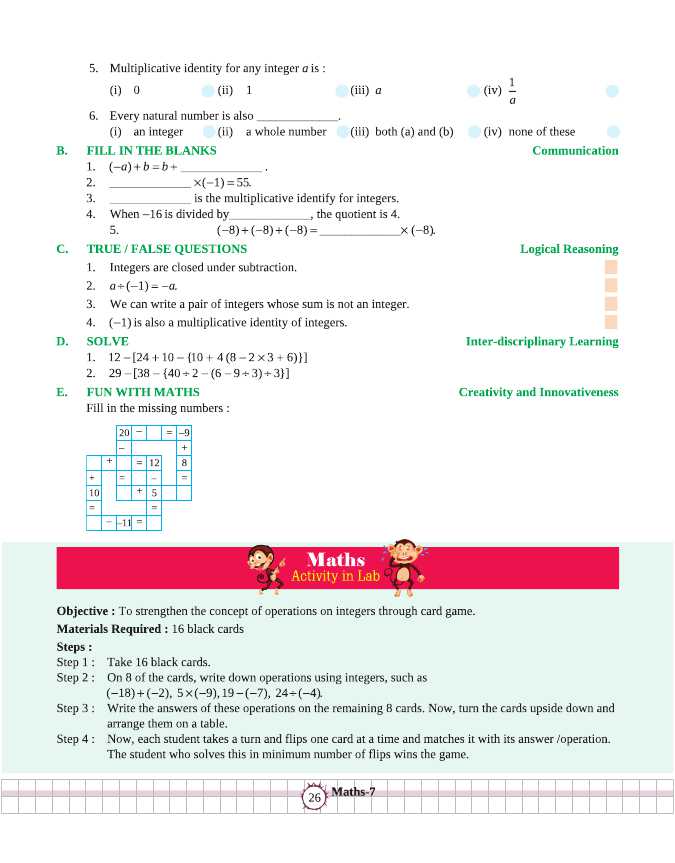 5. Multiplicative identity for any integer a is :
(i) 0 (ii) 1 (iii) a (iv) 1/a
6. Every natural number is also _____________.
(i) an integer (ii) a whole number (iii) both (a) and (b) (iv) none of these
B. FILL IN THE BLANKS Communication
1. (−a) + b = b + _____________ .
2. _____________ ×(−1) = 55.
3. _____________ is the multiplicative identify for integers.
4. When −16 is divided by_____________, the quotient is 4.
5. (−8) + (−8) + (−8) = _____________× (−8).
C. TRUE / FALSE QUESTIONS Logical Reasoning
1. Integers are closed under subtraction.
2. a ÷ (−1) = −a.
3. We can write a pair of integers whose sum is not an integer.
4. (−1) is also a multiplicative identity of integers.
D. SOLVE Inter-discriplinary Learning
1. 12 − [24 + 10 − {10 + 4 (8 − 2 × 3 + 6)}]
2. 29 − [38 − {40 ÷ 2 − (6 − 9 ÷ 3) ÷ 3}]
E. FUN WITH MATHS Creativity and Innovativeness
Fill in the missing numbers :
20 − = −9
− +
+ = 12 8
+ = − =
10 + 5
= =
− −11 =
Maths
Activity in Lab
Objective : To strengthen the concept of operations on integers through card game.
Materials Required : 16 black cards
Steps :
Step 1 : Take 16 black cards.
Step 2 : On 8 of the cards, write down operations using integers, such as
(−18) + (−2), 5 × (−9), 19 − (−7), 24 ÷ (−4).
Step 3 : Write the answers of these operations on the remaining 8 cards. Now, turn the cards upside down and
arrange them on a table.
Step 4 : Now, each student takes a turn and flips one card at a time and matches it with its answer /operation.
The student who solves this in minimum number of flips wins the game.
26 Maths-7